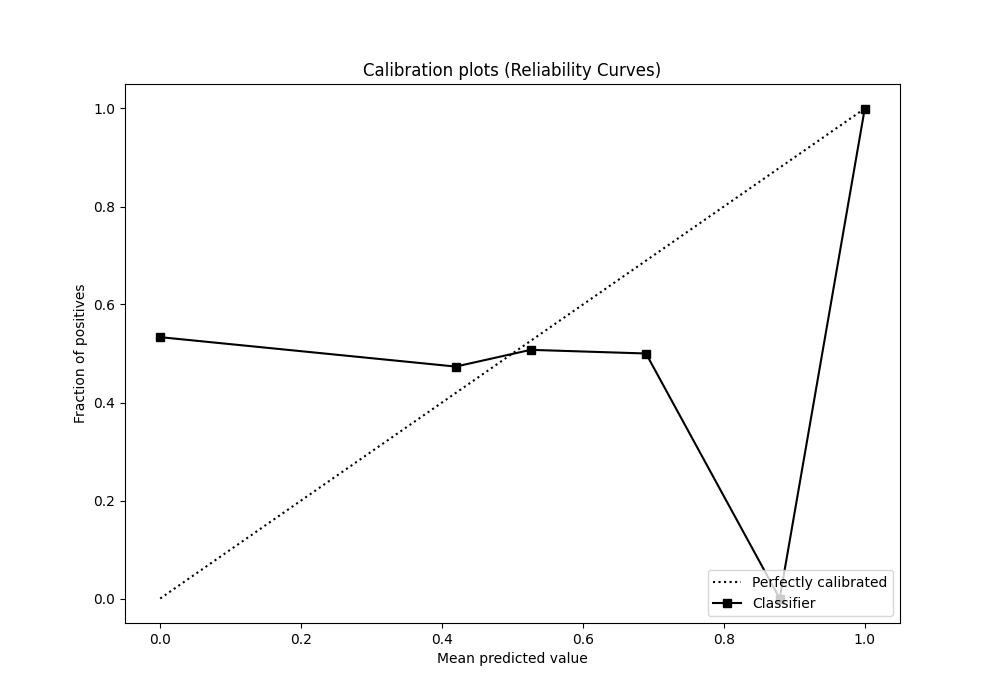 Calibration plots (Reliability Curves)
Fraction of positives
1.0
0.8
0.6
0.4
0.2
0.0
0.0 0.2 0.4 0.6 0.8 1.0
Mean predicted value
Perfectly calibrated
Classifier